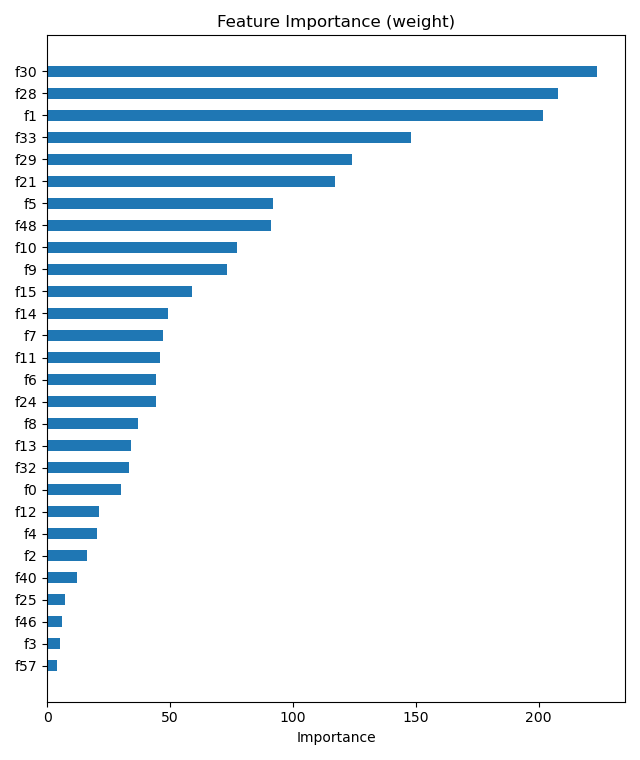 Feature Importance (weight)
f30
f28
f1
f33
f29
f21
f5
f48
f10
f9
f15
f14
f7
f11
f6
f24
f8
f13
f32
f0
f12
f4
f2
f40
f25
f46
f3
f57
0 50 100 150 200
Importance